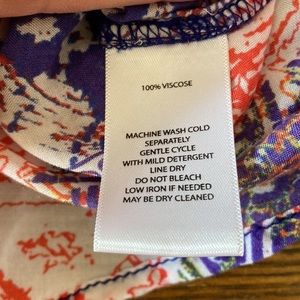 100% VISCOSE
MACHINE WASH COLD
SEPARATELY
GENTLE CYCLE
WITH MILD DETERGENT
LINE DRY
DO NOT BLEACH
LOW IRON IF NEEDED
MAY BE DRY CLEANED